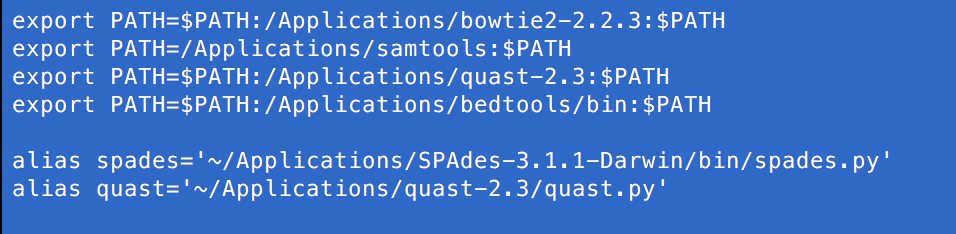 export PATH=$PATH:/Applications/bowtie2-2.2.3:$PATH
export PATH=/Applications/samtools:$PATH
export PATH=$PATH:/Applications/quast-2.3:$PATH
export PATH=$PATH:/Applications/bedtools/bin:$PATH
alias spades='~/Applications/SPAdes-3.1.1-Darwin/bin/spades.py'
alias quast='~/Applications/quast-2.3/quast.py'